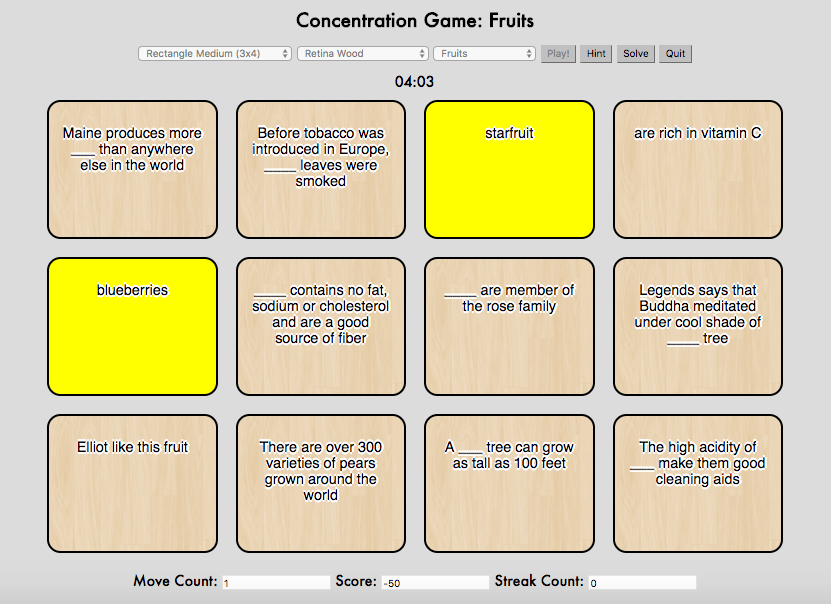 Concentration Game: Fruits
Rectangle Medium (3x4) Retina Wood Fruits Play! Hint Solve Quit
04:03
Maine produces more
___ than anywhere
else in the world
Before tobacco was
introduced in Europe,
____ leaves were
smoked
starfruit
are rich in vitamin C
blueberries
____ contains no fat,
sodium or cholesterol
and are a good
source of fiber
____ are member of
the rose family
Legends says that
Buddha meditated
under cool shade of
____ tree
Elliot like this fruit
There are over 300
varieties of pears
grown around the
world
A ___ tree can grow
as tall as 100 feet
The high acidity of
___ make them good
cleaning aids
Move Count: 1 Score: -50 Streak Count: 0